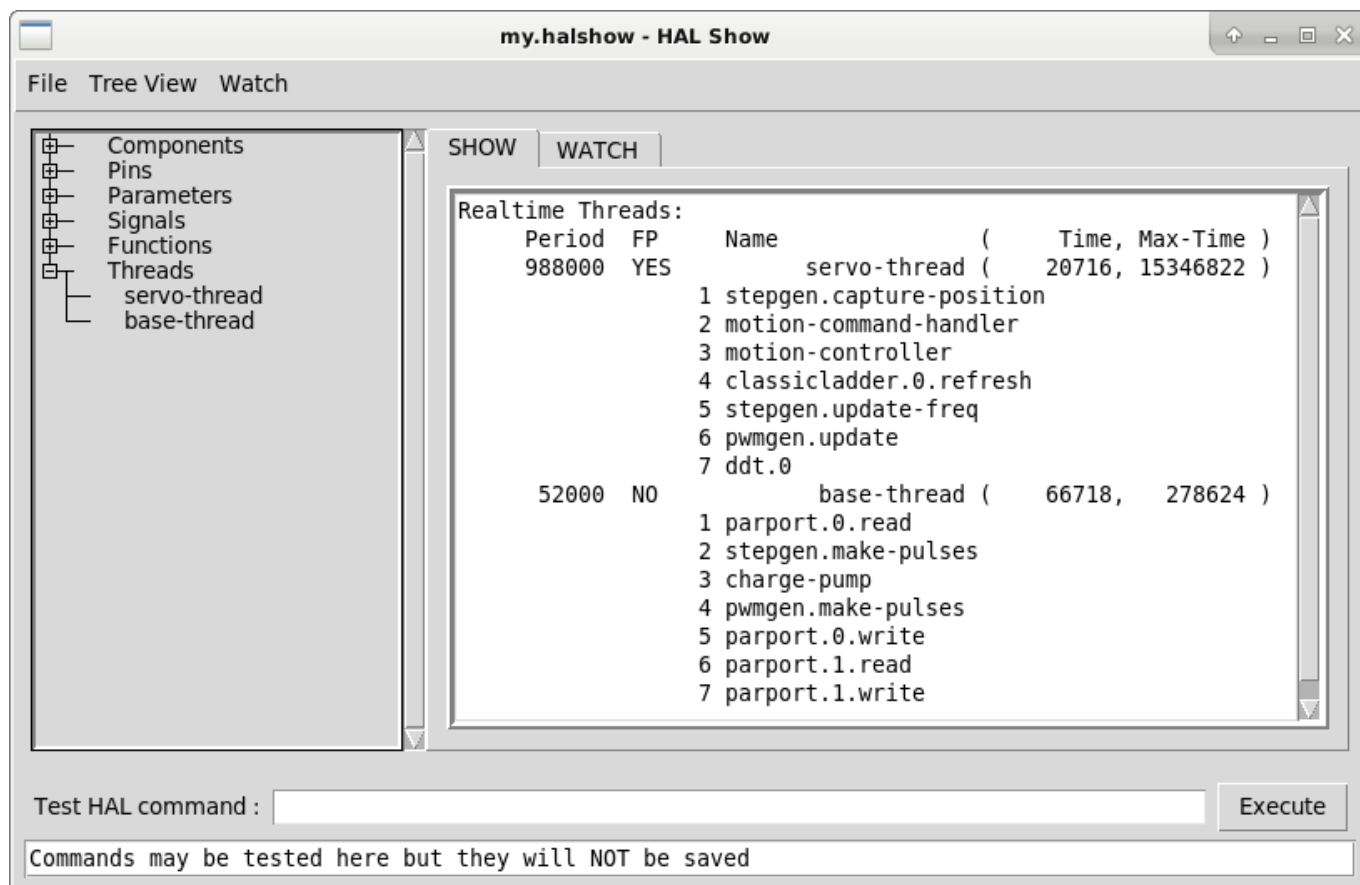 my.halshow - HAL Show
File Tree View Watch
Components
Pins
Parameters
Signals
Functions
Threads
servo-thread
base-thread
SHOW WATCH
Realtime Threads:
     Period  FP     Name               (     Time, Max-Time )
     988000  YES          servo-thread (    20716, 15346822 )
                  1 stepgen.capture-position
                  2 motion-command-handler
                  3 motion-controller
                  4 classicladder.0.refresh
                  5 stepgen.update-freq
                  6 pwmgen.update
                  7 ddt.0
      52000  NO            base-thread (    66718,   278624 )
                  1 parport.0.read
                  2 stepgen.make-pulses
                  3 charge-pump
                  4 pwmgen.make-pulses
                  5 parport.0.write
                  6 parport.1.read
                  7 parport.1.write
Test HAL command : Execute
Commands may be tested here but they will NOT be saved